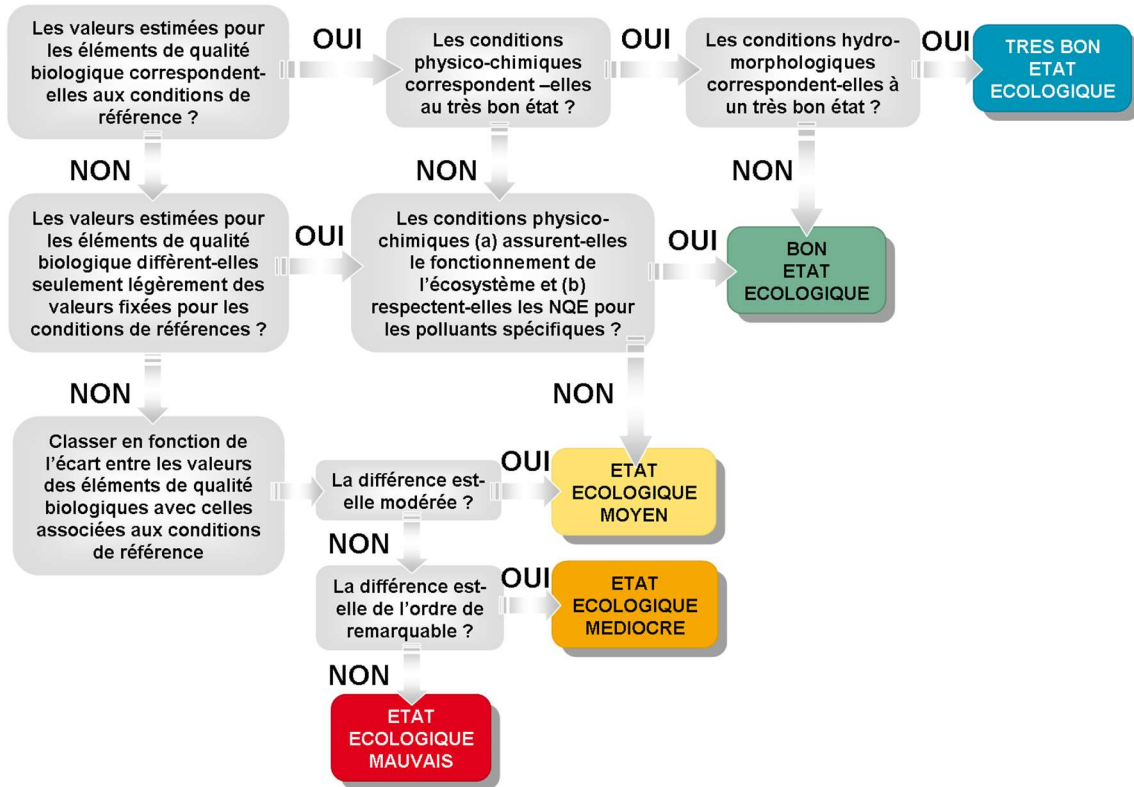 Les valeurs estimées pour
les éléments de qualité
biologique correspondent-
elles aux conditions de
référence ?
OUI
Les conditions
physico-chimiques
correspondent –elles
au très bon état ?
OUI
Les conditions hydro-
morphologiques
correspondent-elles à
un très bon état ?
OUI
TRES BON
ETAT
ECOLOGIQUE
NON
NON
NON
Les valeurs estimées pour
les éléments de qualité
biologique diffèrent-elles
seulement légèrement des
valeurs fixées pour les
conditions de références ?
OUI
Les conditions physico-
chimiques (a) assurent-elles
le fonctionnement de
l'écosystème et (b)
respectent-elles les NQE pour
les polluants spécifiques ?
OUI
BON
ETAT
ECOLOGIQUE
NON
NON
Classer en fonction de
l'écart entre les valeurs
des éléments de qualité
biologiques avec celles
associées aux conditions
de référence
La différence est-
elle modérée ?
OUI
ETAT
ECOLOGIQUE
MOYEN
NON
La différence est-
elle de l'ordre de
remarquable ?
OUI
ETAT
ECOLOGIQUE
MEDIOCRE
NON
ETAT
ECOLOGIQUE
MAUVAIS